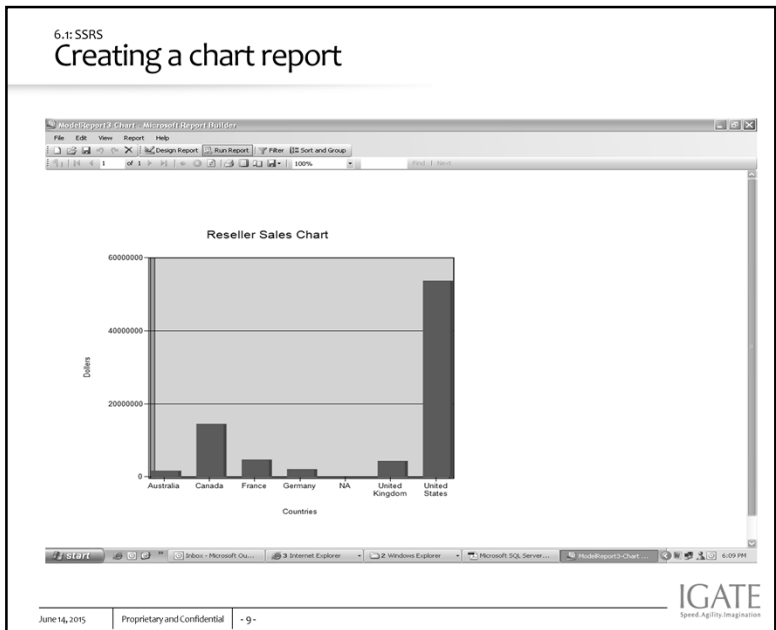 6.1: SSRS
Creating a chart report
ModelReport3-Chart - Microsoft Report Builder
File Edit View Report Help
Design Report Run Report Filter Sort and Group
1 of 1 100% Find | Next
Reseller Sales Chart
60000000
40000000
20000000
0
Dollers
Australia Canada France Germany NA United Kingdom United States
Countries
start Inbox - Microsoft Ou... 3 Internet Explorer 2 Windows Explorer Microsoft SQL Server... ModelReport3-Chart ... 6:09 PM
IGATE
Speed.Agility.Imagination
June 14, 2015 Proprietary and Confidential - 9 -